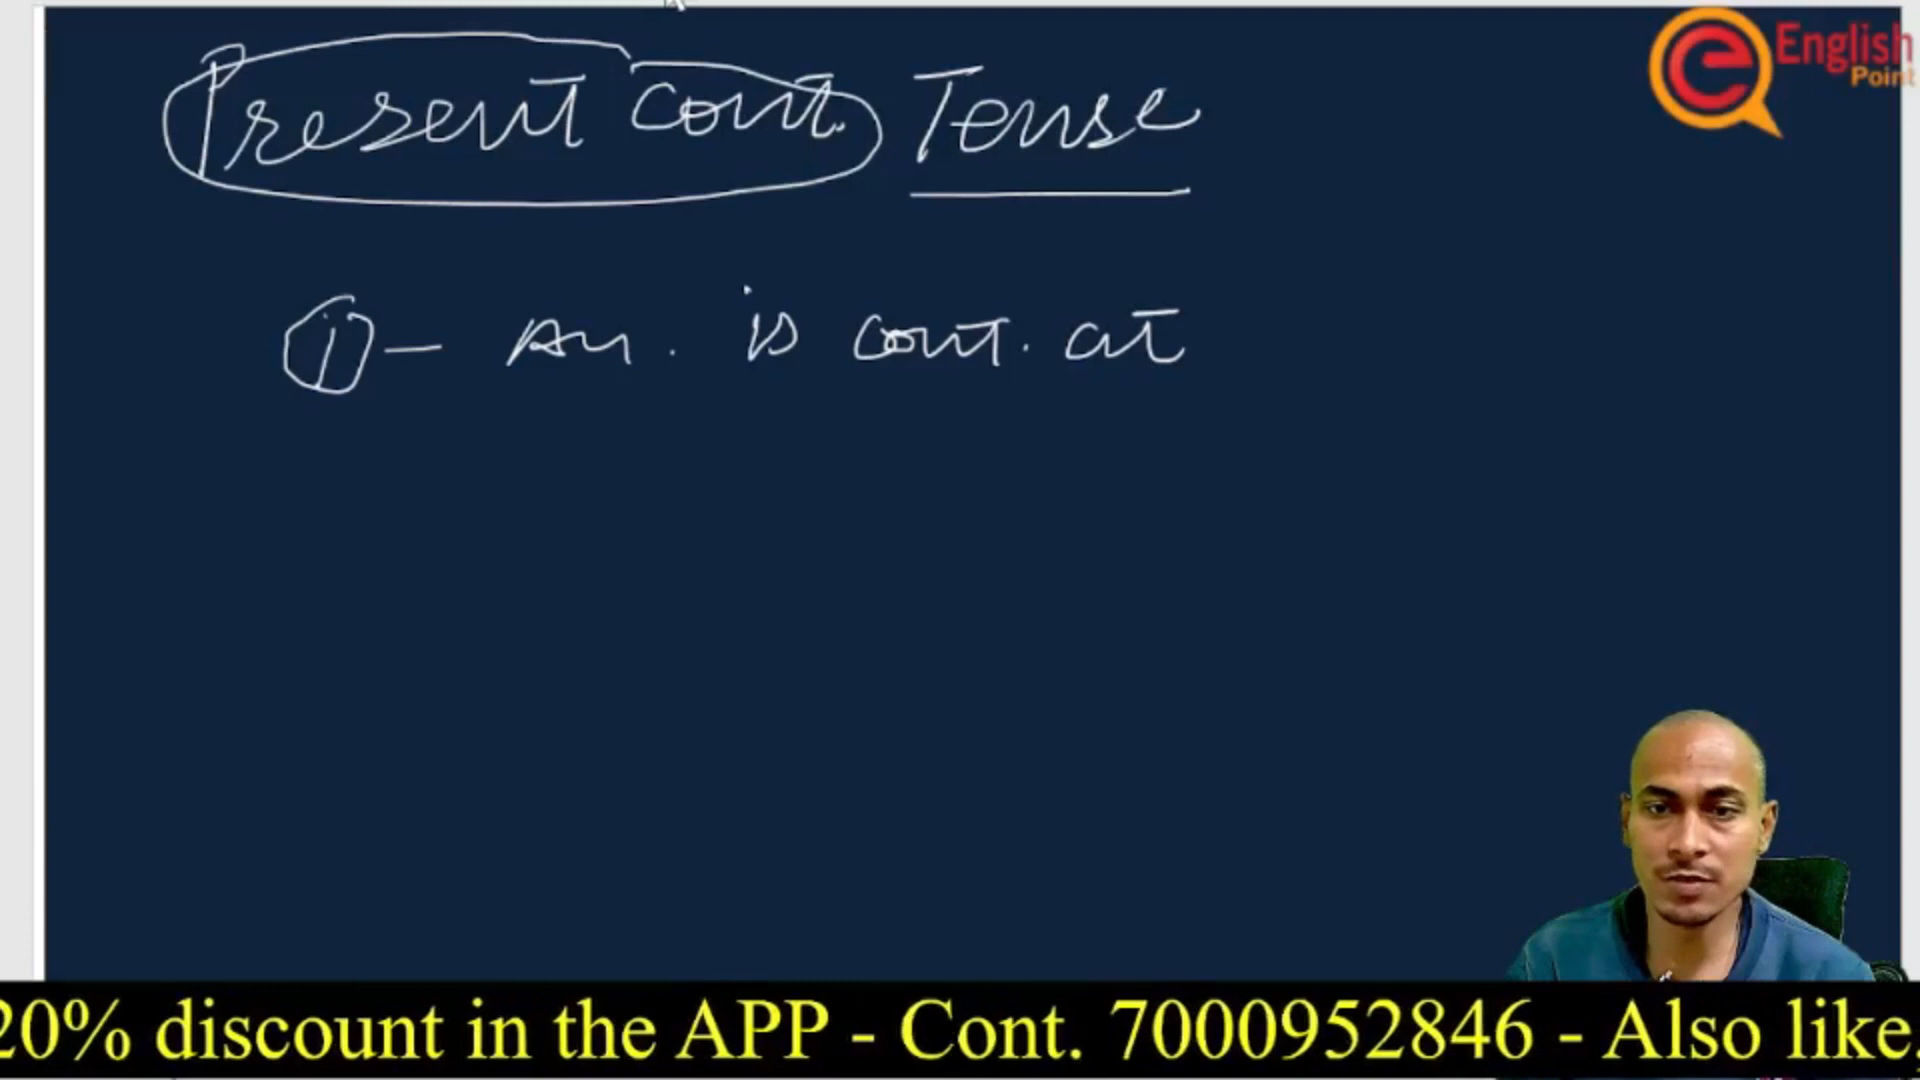 Present Cont. Tense
English
Point
① - An. is cont. at
20% discount in the APP - Cont. 7000952846 - Also like,